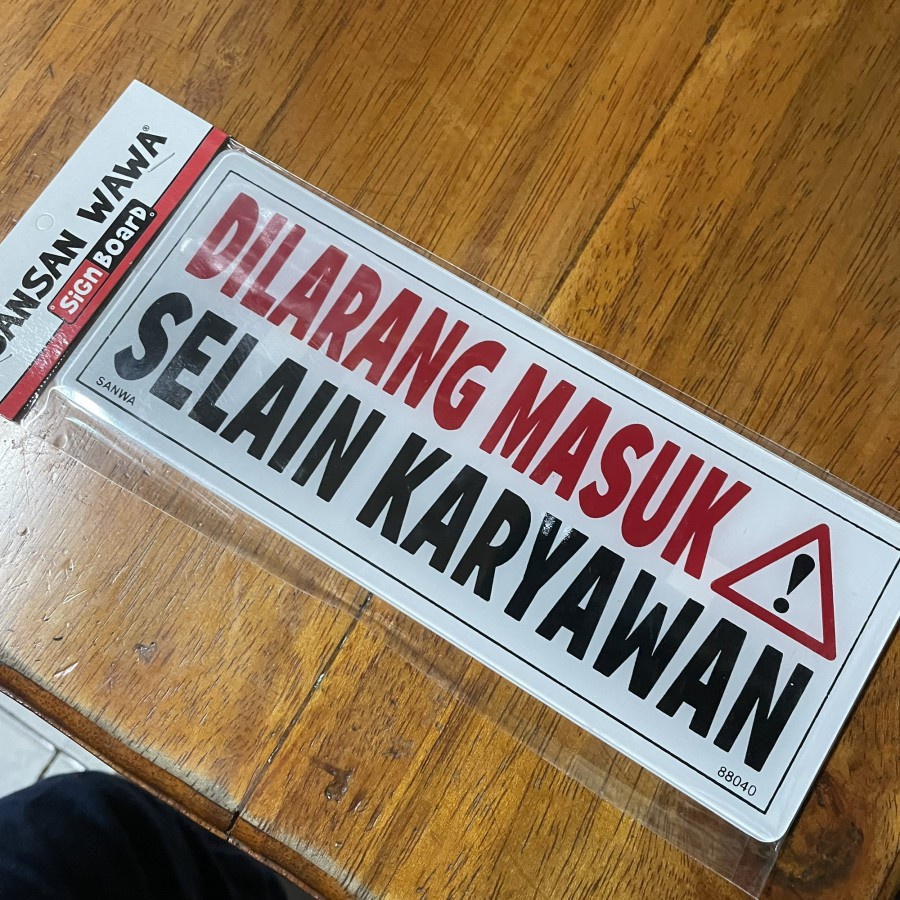 SANSAN WAWA®
SiGn BoarD
DILARANG MASUK
SELAIN KARYAWAN
!
SANWA
88040